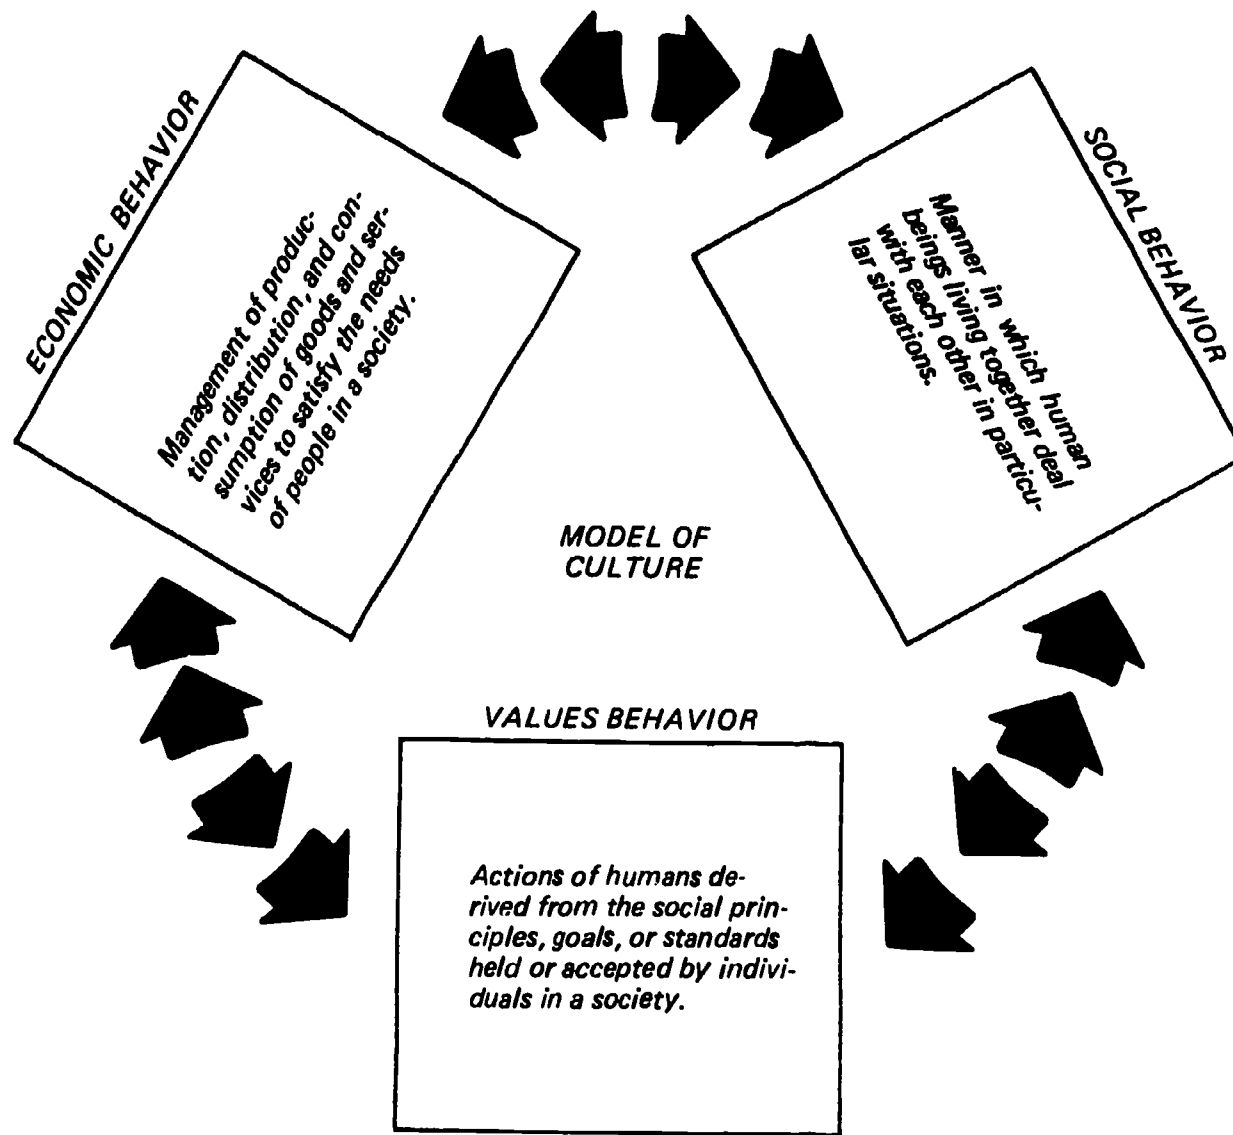 ECONOMIC BEHAVIOR
Management of produc-
tion, distribution, and con-
sumption of goods and ser-
vices to satisfy the needs
of people in a society.
SOCIAL BEHAVIOR
Manner in which human
beings living together deal
with each other in particu-
lar situations.
MODEL OF
CULTURE
VALUES BEHAVIOR
Actions of humans de-
rived from the social prin-
ciples, goals, or standards
held or accepted by indivi-
duals in a society.